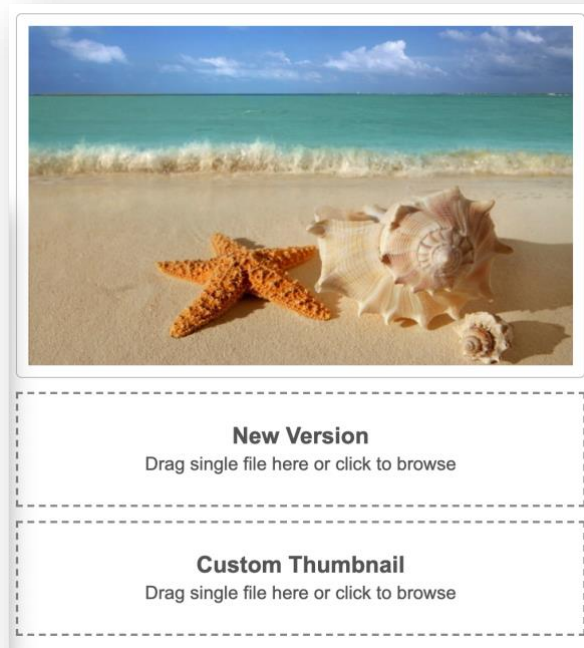 New Version
Drag single file here or click to browse
Custom Thumbnail
Drag single file here or click to browse